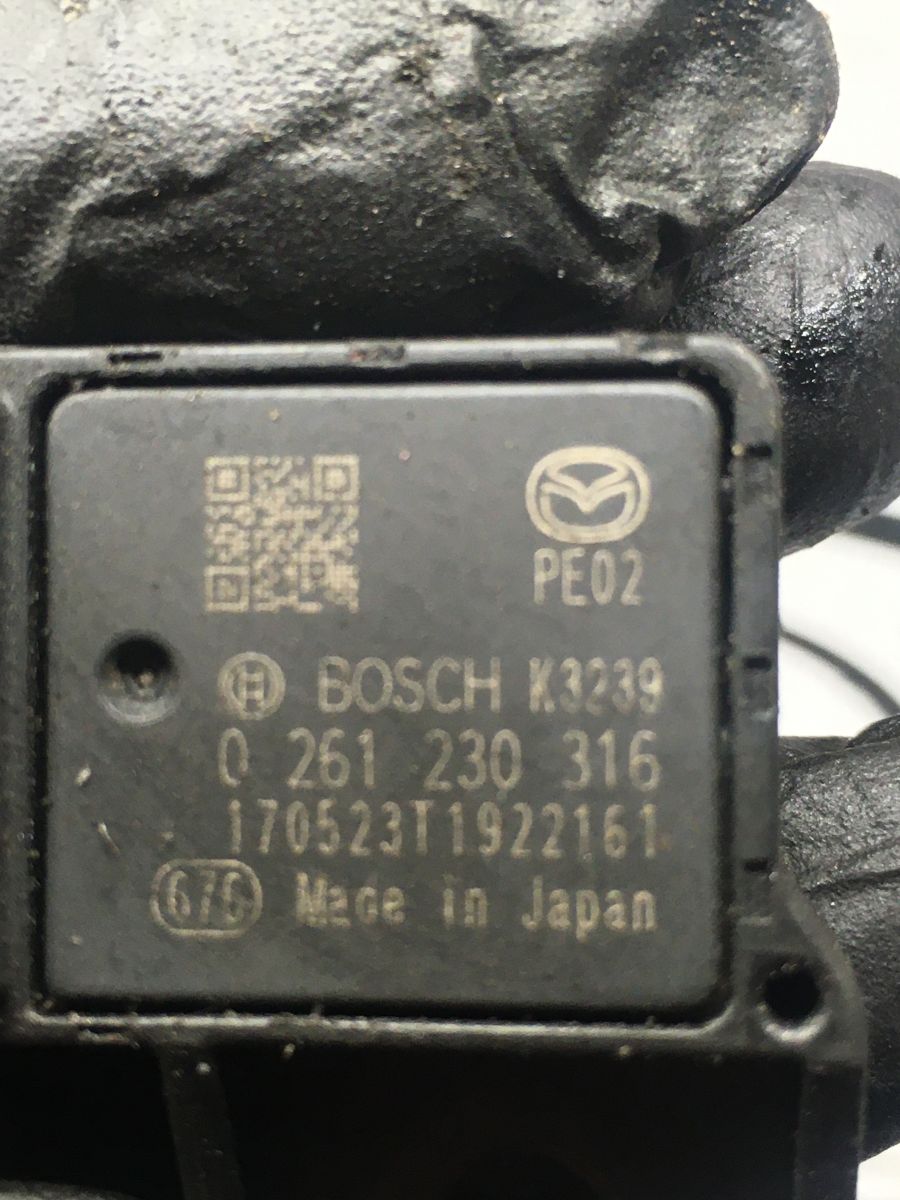 PE02
BOSCH K3239
0 261 230 316
170523T1922161
676 Made in Japan